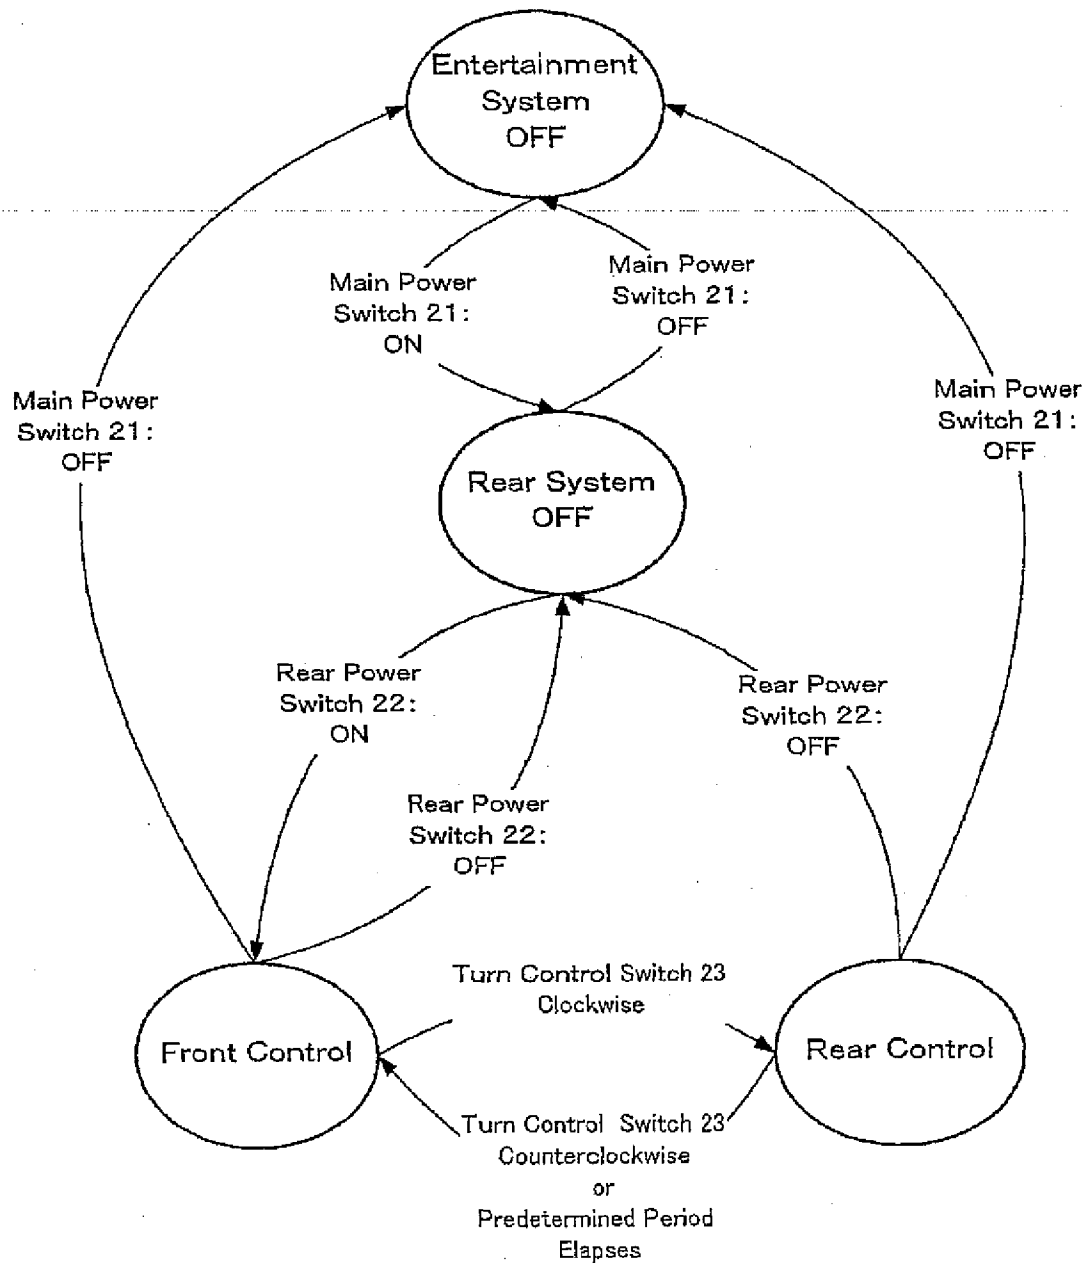 Entertainment
System
OFF
Main Power
Switch 21:
ON
Main Power
Switch 21:
OFF
Main Power
Switch 21:
OFF
Main Power
Switch 21:
OFF
Rear System
OFF
Rear Power
Switch 22:
ON
Rear Power
Switch 22:
OFF
Rear Power
Switch 22:
OFF
Turn Control Switch 23
Clockwise
Front Control
Rear Control
Turn Control Switch 23
Counterclockwise
or
Predetermined Period
Elapses